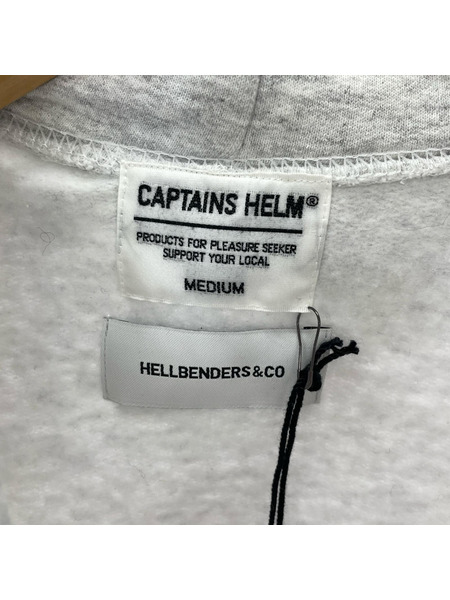 CAPTAINS HELM®
PRODUCTS FOR PLEASURE SEEKER
SUPPORT YOUR LOCAL
MEDIUM
HELLBENDERS&CO